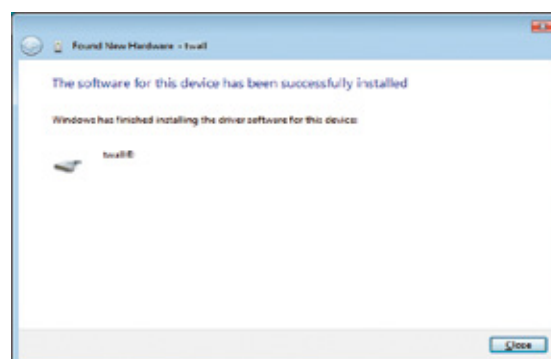 Found New Hardware - twall
The software for this device has been successfully installed
Windows has finished installing the driver software for this device:
twall®
Close